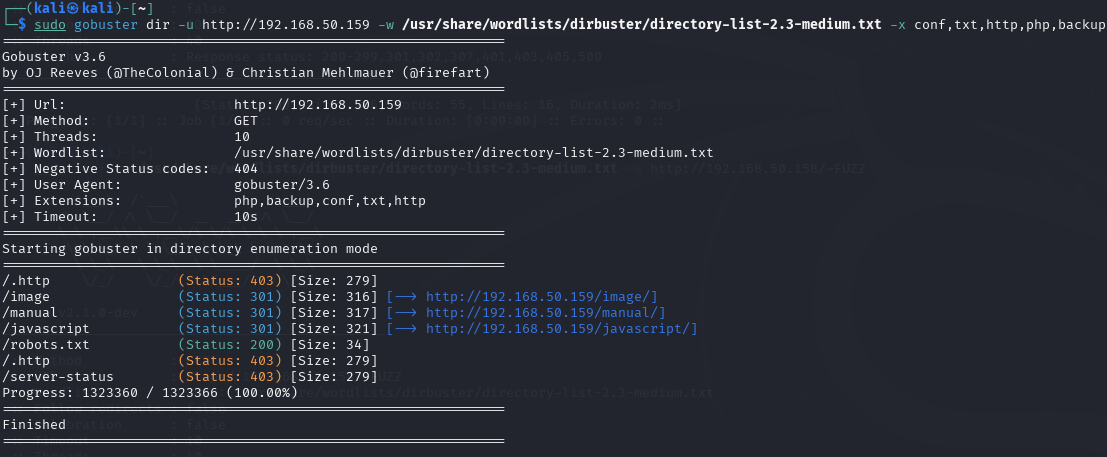 ┌──(kali㉿kali)-[~]
└─$ sudo gobuster dir -u http://192.168.50.159 -w /usr/share/wordlists/dirbuster/directory-list-2.3-medium.txt -x conf,txt,http,php,backup
===============================================================
Gobuster v3.6
by OJ Reeves (@TheColonial) & Christian Mehlmauer (@firefart)
===============================================================
[+] Url:                     http://192.168.50.159
[+] Method:                  GET
[+] Threads:                 10
[+] Wordlist:                /usr/share/wordlists/dirbuster/directory-list-2.3-medium.txt
[+] Negative Status codes:   404
[+] User Agent:              gobuster/3.6
[+] Extensions:              php,backup,conf,txt,http
[+] Timeout:                 10s
===============================================================
Starting gobuster in directory enumeration mode
===============================================================
/.http                (Status: 403) [Size: 279]
/image                (Status: 301) [Size: 316] [--> http://192.168.50.159/image/]
/manual               (Status: 301) [Size: 317] [--> http://192.168.50.159/manual/]
/javascript           (Status: 301) [Size: 321] [--> http://192.168.50.159/javascript/]
/robots.txt           (Status: 200) [Size: 34]
/.http                (Status: 403) [Size: 279]
/server-status        (Status: 403) [Size: 279]
Progress: 1323360 / 1323366 (100.00%)
===============================================================
Finished
===============================================================